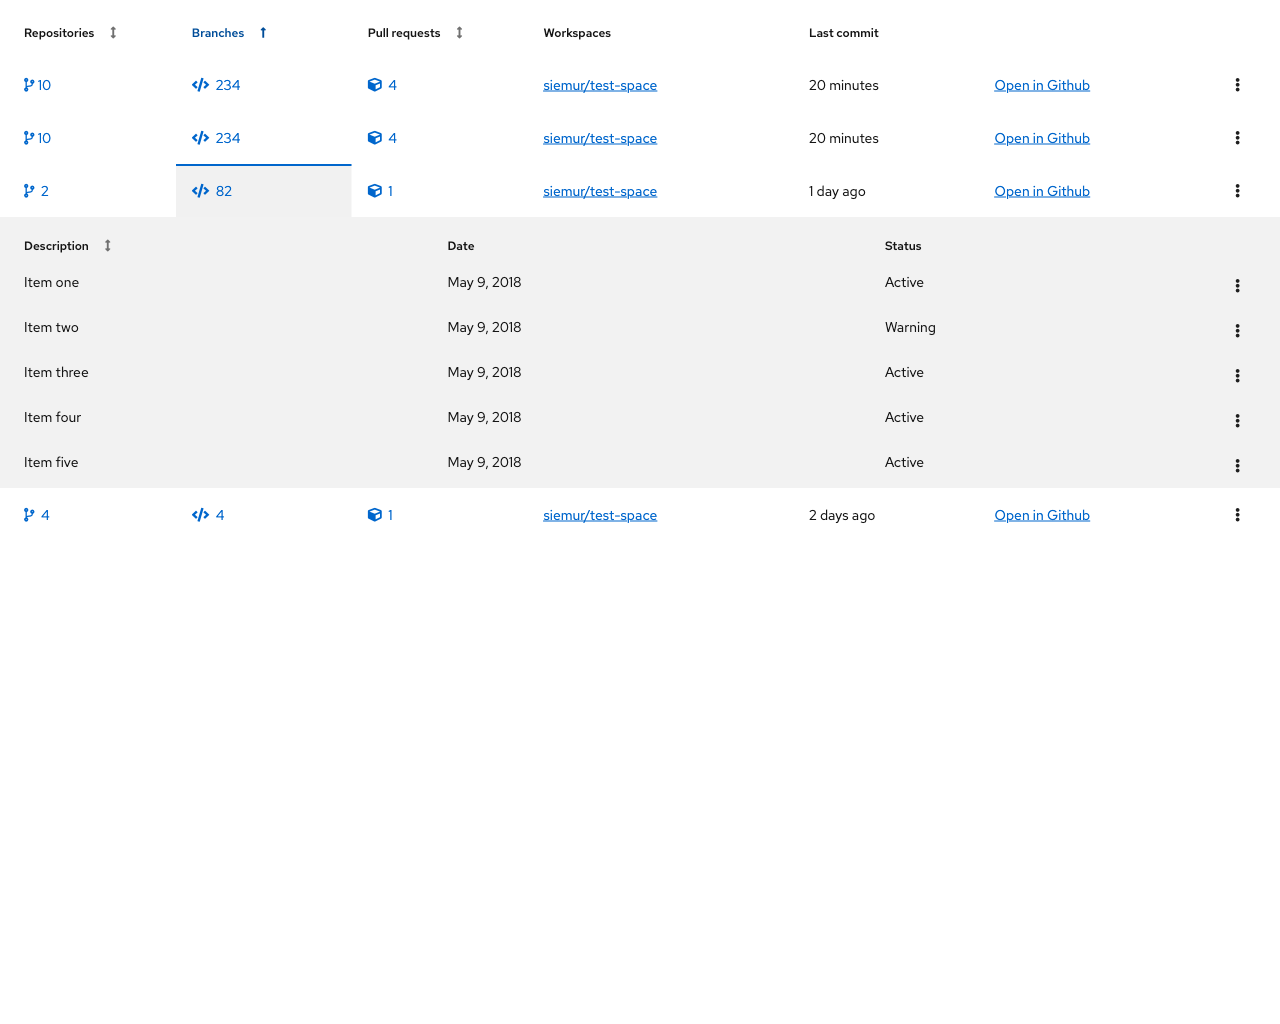 Repositories Branches Pull requests Workspaces Last commit
10 234 4 siemur/test-space 20 minutes Open in Github
10 234 4 siemur/test-space 20 minutes Open in Github
2 82 1 siemur/test-space 1 day ago Open in Github
Description Date Status
Item one May 9, 2018 Active
Item two May 9, 2018 Warning
Item three May 9, 2018 Active
Item four May 9, 2018 Active
Item five May 9, 2018 Active
4 4 1 siemur/test-space 2 days ago Open in Github